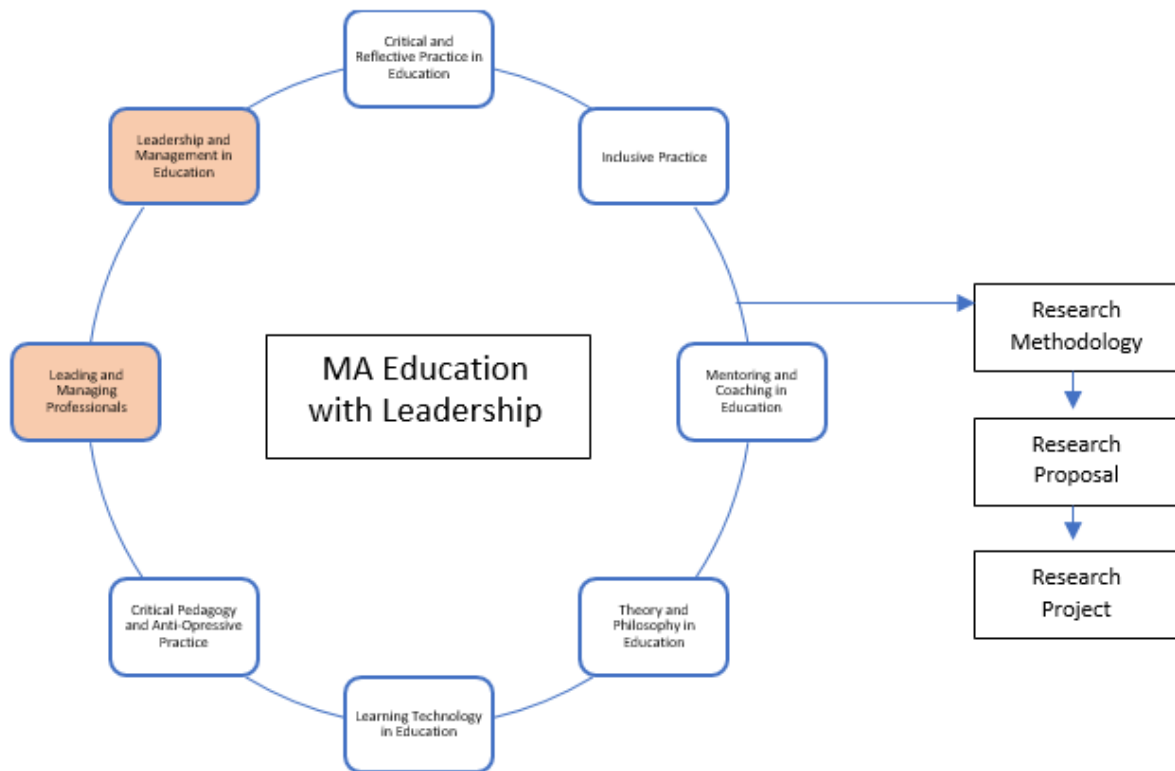 Critical and
Reflective Practice in
Education
Leadership and
Management in
Education
Inclusive Practice
Leading and
Managing
Professionals
MA Education
with Leadership
Mentoring and
Coaching in
Education
Research
Methodology
Research
Proposal
Research
Project
Critical Pedagogy
and Anti-Opressive
Practice
Theory and
Philosophy in
Education
Learning Technology
in Education